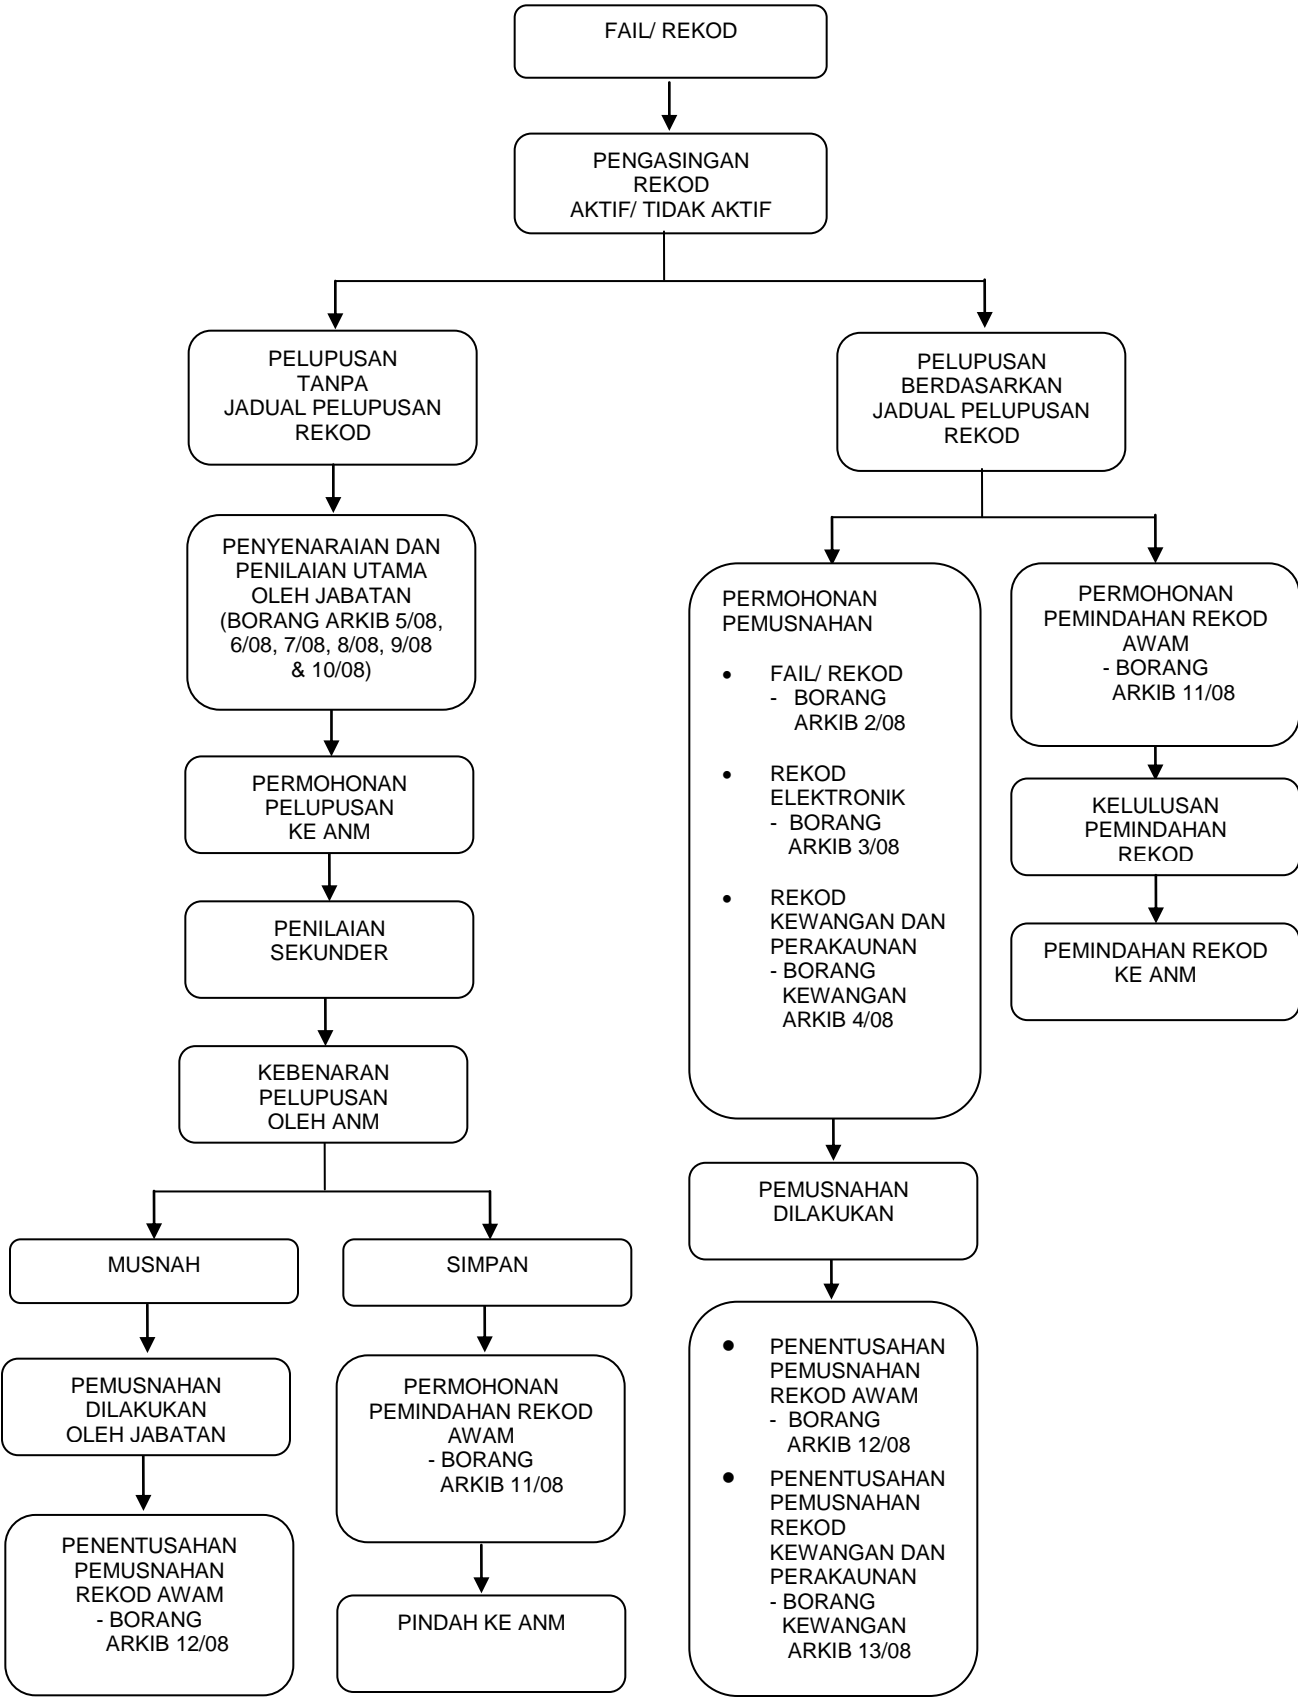 FAIL/ REKOD
PENGASINGAN
REKOD
AKTIF/ TIDAK AKTIF
PELUPUSAN
TANPA
JADUAL PELUPUSAN
REKOD
PENYENARAIAN DAN
PENILAIAN UTAMA
OLEH JABATAN
(BORANG ARKIB 5/08,
6/08, 7/08, 8/08, 9/08
& 10/08)
PERMOHONAN
PELUPUSAN
KE ANM
PENILAIAN
SEKUNDER
KEBENARAN
PELUPUSAN
OLEH ANM
MUSNAH
PEMUSNAHAN
DILAKUKAN
OLEH JABATAN
PENENTUSAHAN
PEMUSNAHAN
REKOD AWAM
- BORANG
ARKIB 12/08
SIMPAN
PERMOHONAN
PEMINDAHAN REKOD
AWAM
- BORANG
ARKIB 11/08
PINDAH KE ANM
PELUPUSAN
BERDASARKAN
JADUAL PELUPUSAN
REKOD
PERMOHONAN
PEMUSNAHAN
• FAIL/ REKOD
- BORANG
ARKIB 2/08
• REKOD
ELEKTRONIK
- BORANG
ARKIB 3/08
• REKOD
KEWANGAN DAN
PERAKAUNAN
- BORANG
KEWANGAN
ARKIB 4/08
PEMUSNAHAN
DILAKUKAN
• PENENTUSAHAN
PEMUSNAHAN
REKOD AWAM
- BORANG
ARKIB 12/08
• PENENTUSAHAN
PEMUSNAHAN
REKOD
KEWANGAN DAN
PERAKAUNAN
- BORANG
KEWANGAN
ARKIB 13/08
PERMOHONAN
PEMINDAHAN REKOD
AWAM
- BORANG
ARKIB 11/08
KELULUSAN
PEMINDAHAN
REKOD
PEMINDAHAN REKOD
KE ANM